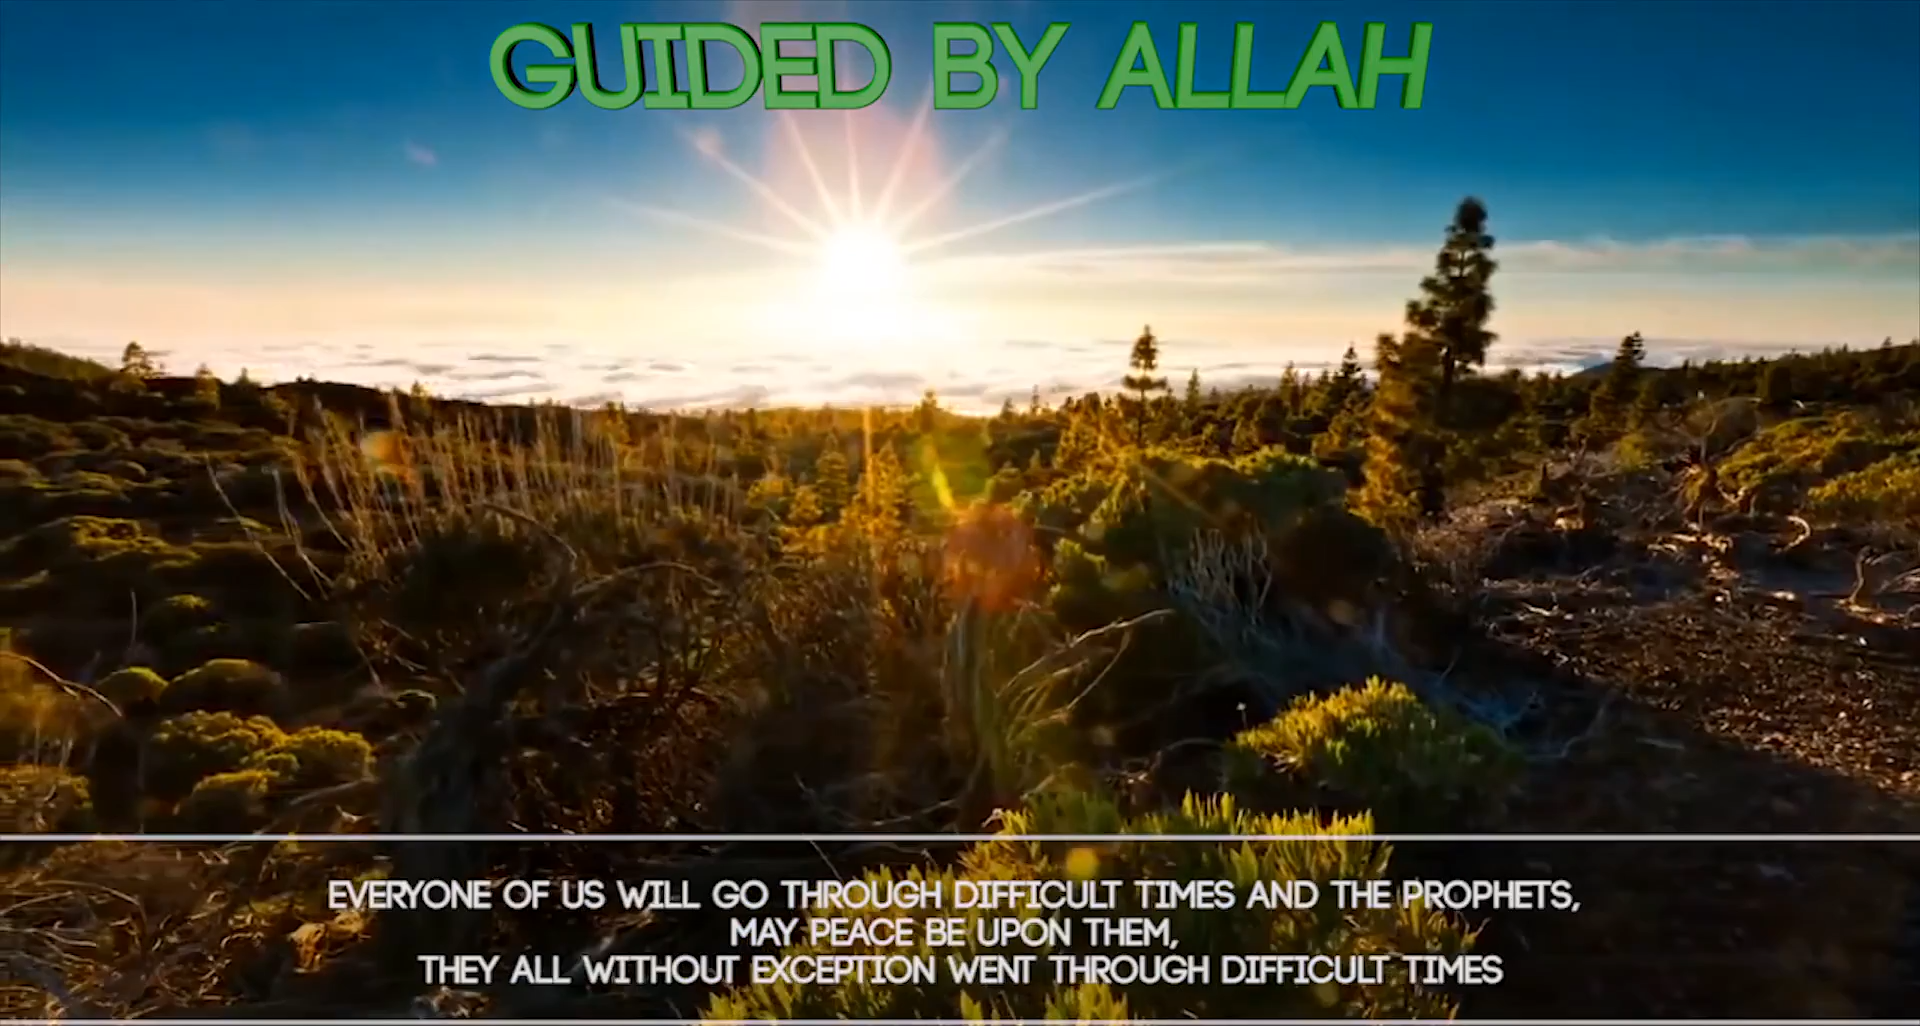 GUIDED BY ALLAH
EVERYONE OF US WILL GO THROUGH DIFFICULT TIMES AND THE PROPHETS,
MAY PEACE BE UPON THEM,
THEY ALL WITHOUT EXCEPTION WENT THROUGH DIFFICULT TIMES